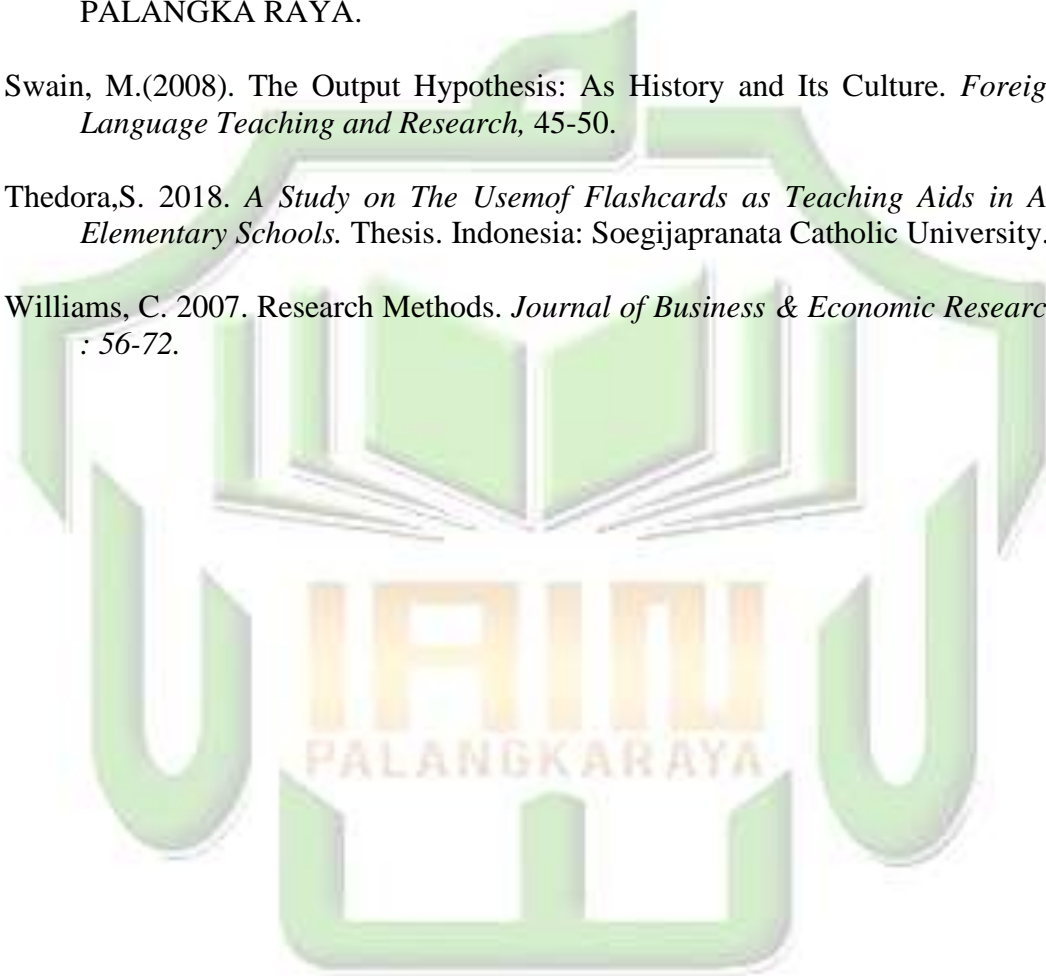 PALANGKA RAYA.
Swain, M.(2008). The Output Hypothesis: As History and Its Culture. Foreig
Language Teaching and Research, 45-50.
Thedora,S. 2018. A Study on The Usemof Flashcards as Teaching Aids in A
Elementary Schools. Thesis. Indonesia: Soegijapranata Catholic University.
Williams, C. 2007. Research Methods. Journal of Business & Economic Researc
: 56-72.
IAIN
PALANGKARAYA